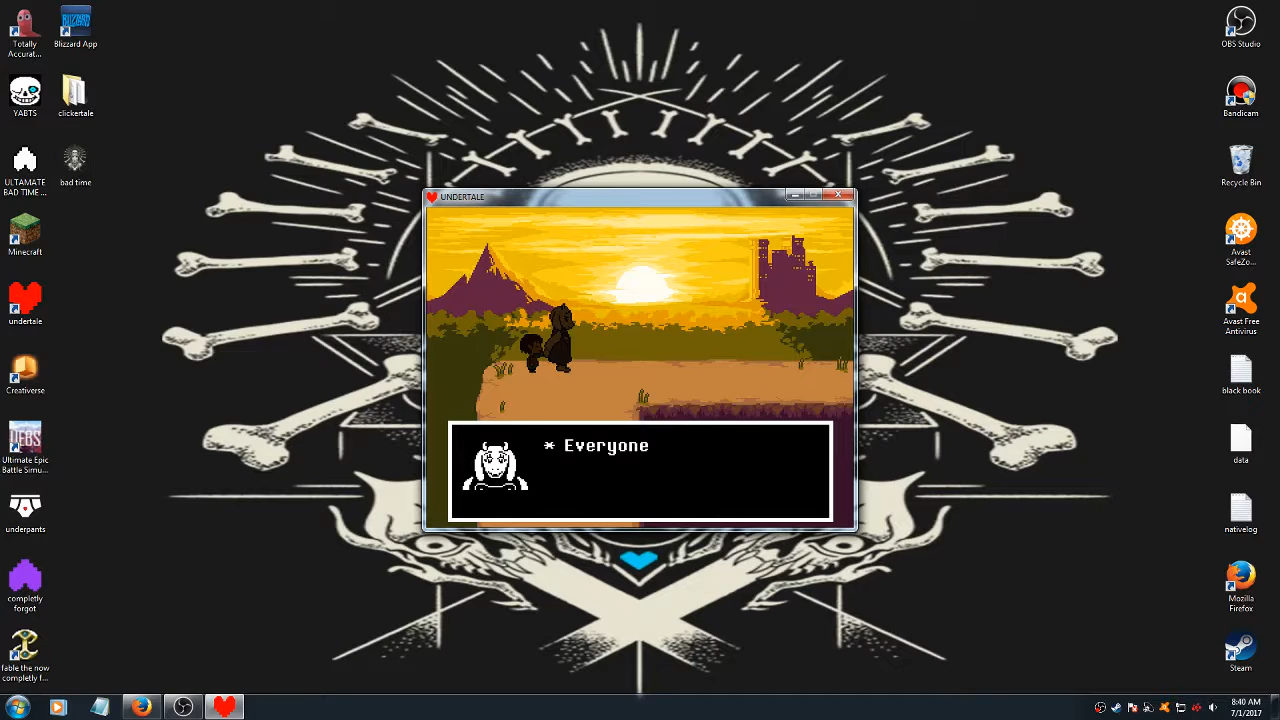 Totally
Accurat...
Blizzard App
YABTS
clickertale
ULTIMATE
BAD TIME ...
bad time
Minecraft
undertale
Creativerse
UEBS
Ultimate Epic
Battle Simu...
underpants
completly
forgot
fable the now
completly f...
UNDERTALE
* Everyone
OBS Studio
Bandicam
Recycle Bin
Avast
SafeZo...
Avast Free
Antivirus
black book
data
nativelog
Mozilla
Firefox
Steam
8:40 AM
7/1/2017